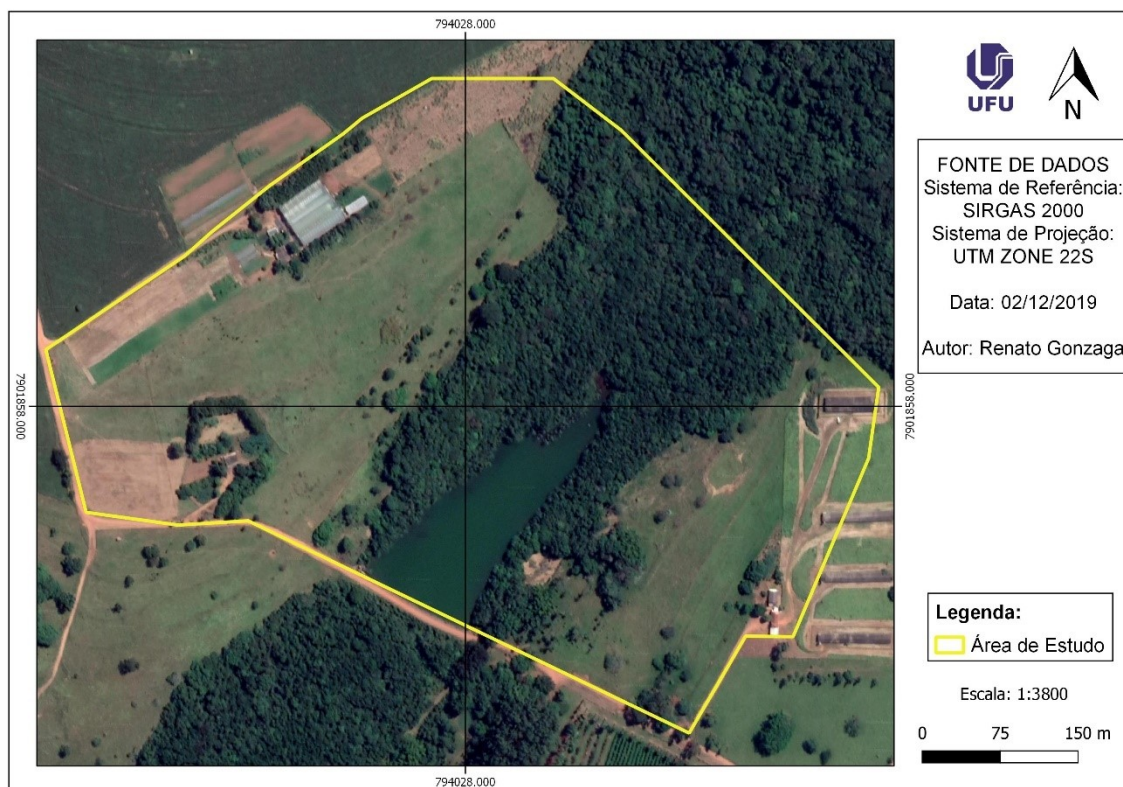 794028.000
UFU
N
FONTE DE DADOS
Sistema de Referência:
SIRGAS 2000
Sistema de Projeção:
UTM ZONE 22S
Data: 02/12/2019
Autor: Renato Gonzaga
7901858.000
7901858.000
Legenda:
Área de Estudo
Escala: 1:3800
0 75 150 m
794028.000